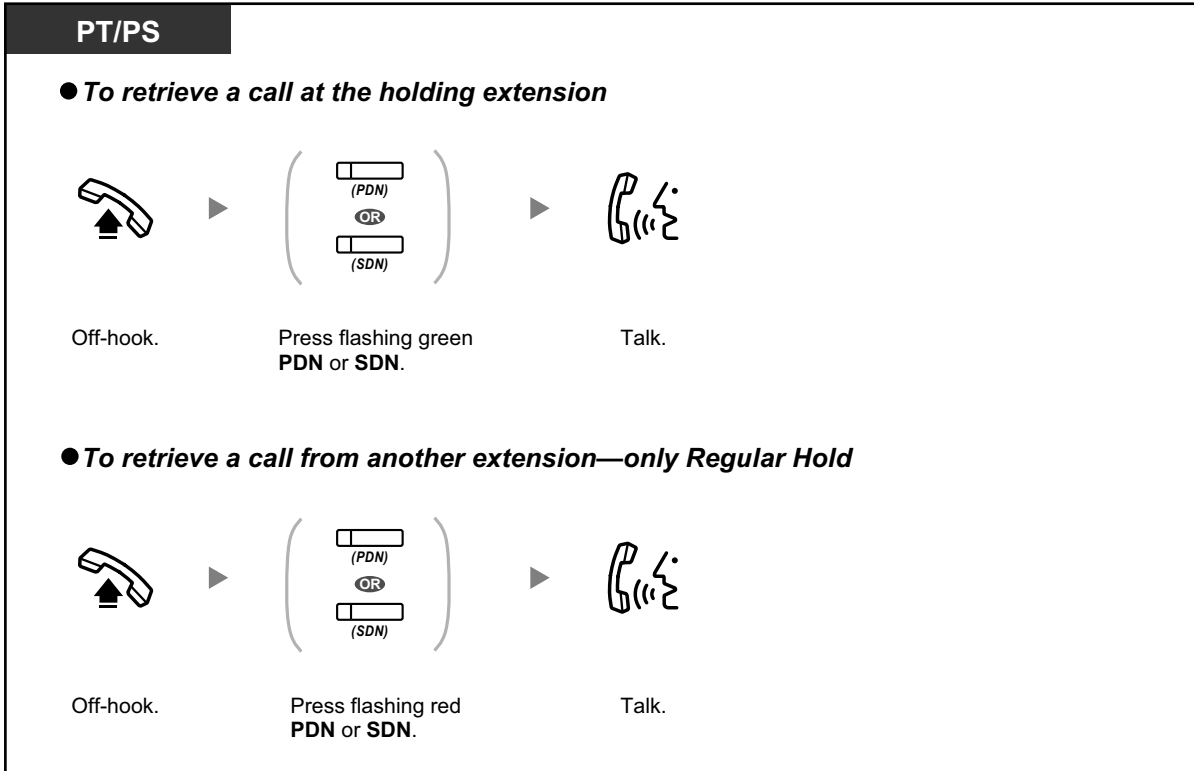 PT/PS
● To retrieve a call at the holding extension
(PDN)
OR
(SDN)
Off-hook.
Press flashing green
PDN or SDN.
Talk.
● To retrieve a call from another extension—only Regular Hold
(PDN)
OR
(SDN)
Off-hook.
Press flashing red
PDN or SDN.
Talk.